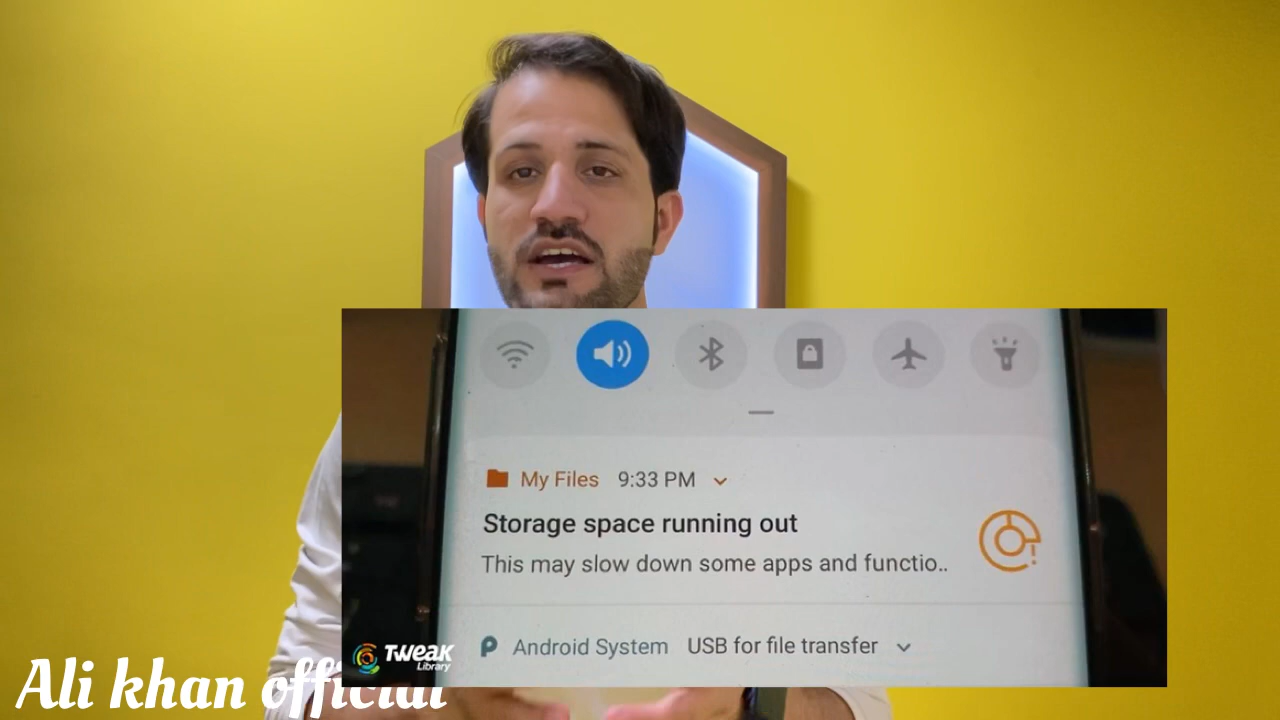 My Files 9:33 PM
Storage space running out
This may slow down some apps and functio..
Android System USB for file transfer
TWEAK
Library
Ali khan official